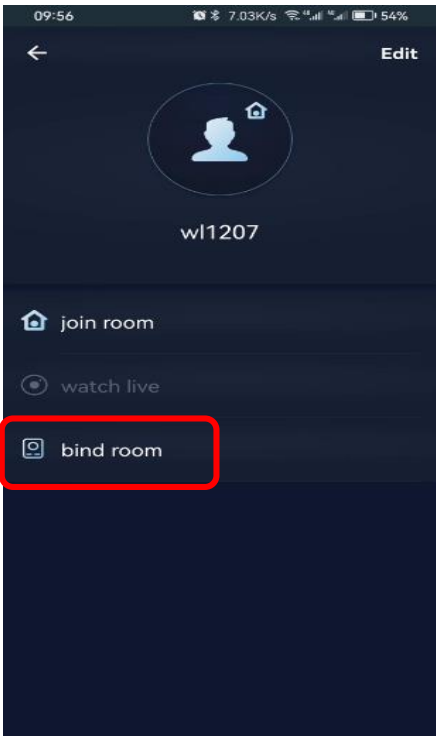 09:56 7.03K/s 54%
Edit
wl1207
join room
watch live
bind room